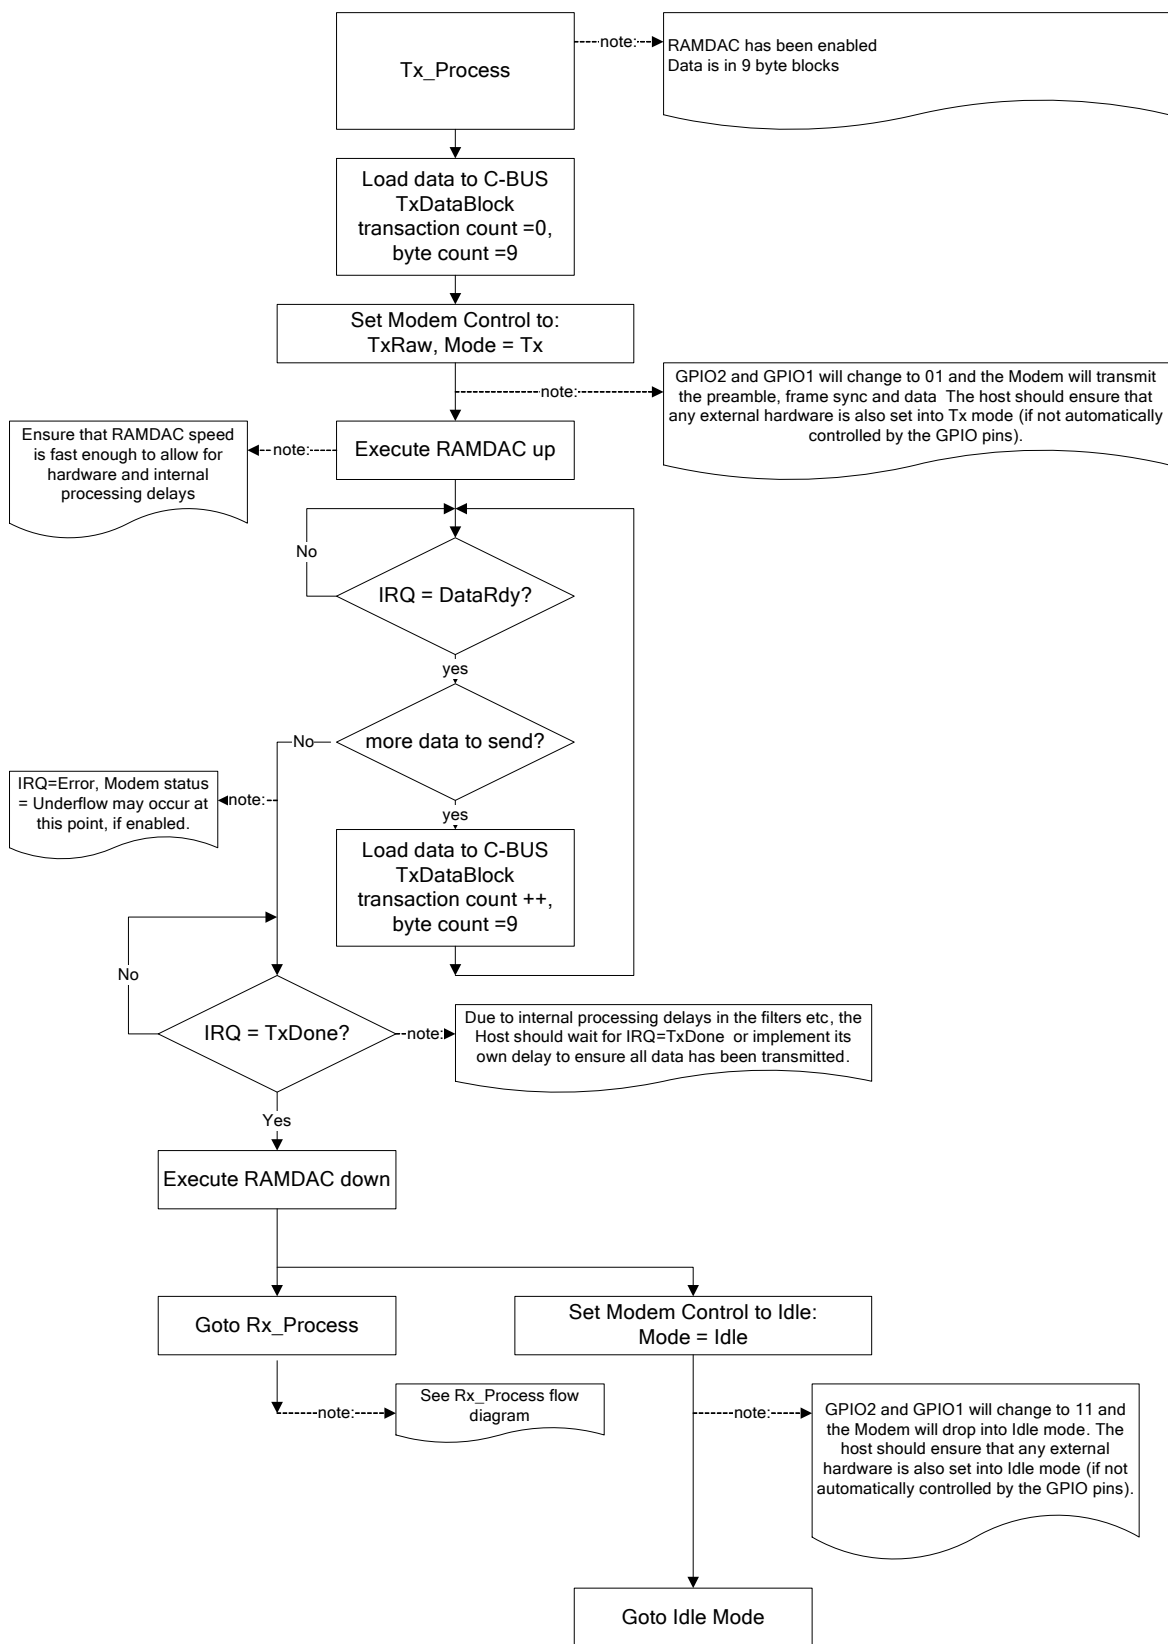 Tx_Process
note:
RAMDAC has been enabled
Data is in 9 byte blocks
Load data to C-BUS
TxDataBlock
transaction count =0,
byte count =9
Set Modem Control to:
TxRaw, Mode = Tx
note:
GPIO2 and GPIO1 will change to 01 and the Modem will transmit
the preamble, frame sync and data  The host should ensure that
any external hardware is also set into Tx mode (if not automatically
controlled by the GPIO pins).
Ensure that RAMDAC speed
is fast enough to allow for
hardware and internal
processing delays
note:
Execute RAMDAC up
No
IRQ = DataRdy?
yes
more data to send?
No
IRQ=Error, Modem status
= Underflow may occur at
this point, if enabled.
note:
yes
Load data to C-BUS
TxDataBlock
transaction count ++,
byte count =9
No
IRQ = TxDone?
note:
Due to internal processing delays in the filters etc, the
Host should wait for IRQ=TxDone  or implement its
own delay to ensure all data has been transmitted.
Yes
Execute RAMDAC down
Goto Rx_Process
Set Modem Control to Idle:
Mode = Idle
note:
See Rx_Process flow
diagram
note:
GPIO2 and GPIO1 will change to 11 and
the Modem will drop into Idle mode. The
host should ensure that any external
hardware is also set into Idle mode (if not
automatically controlled by the GPIO pins).
Goto Idle Mode